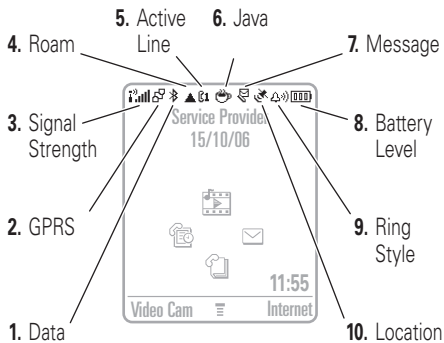 5. Active Line
6. Java
4. Roam
7. Message
3. Signal Strength
8. Battery Level
Service Provider
15/10/06
2. GPRS
9. Ring Style
11:55
Video Cam
Internet
1. Data
10. Location